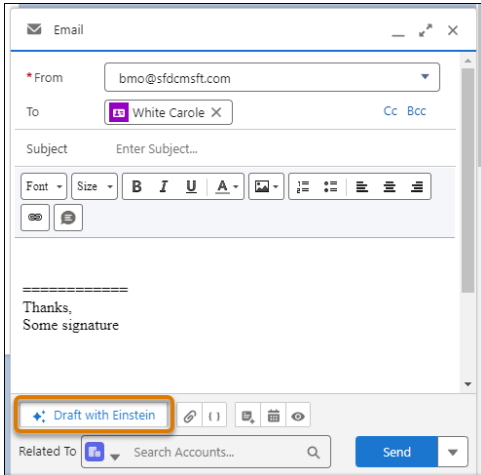 Email
*From bmo@sfdcmsft.com
To White Carole Cc Bcc
Subject Enter Subject...
Font Size B I U A
============
Thanks,
Some signature
Draft with Einstein { }
Related To Search Accounts... Send